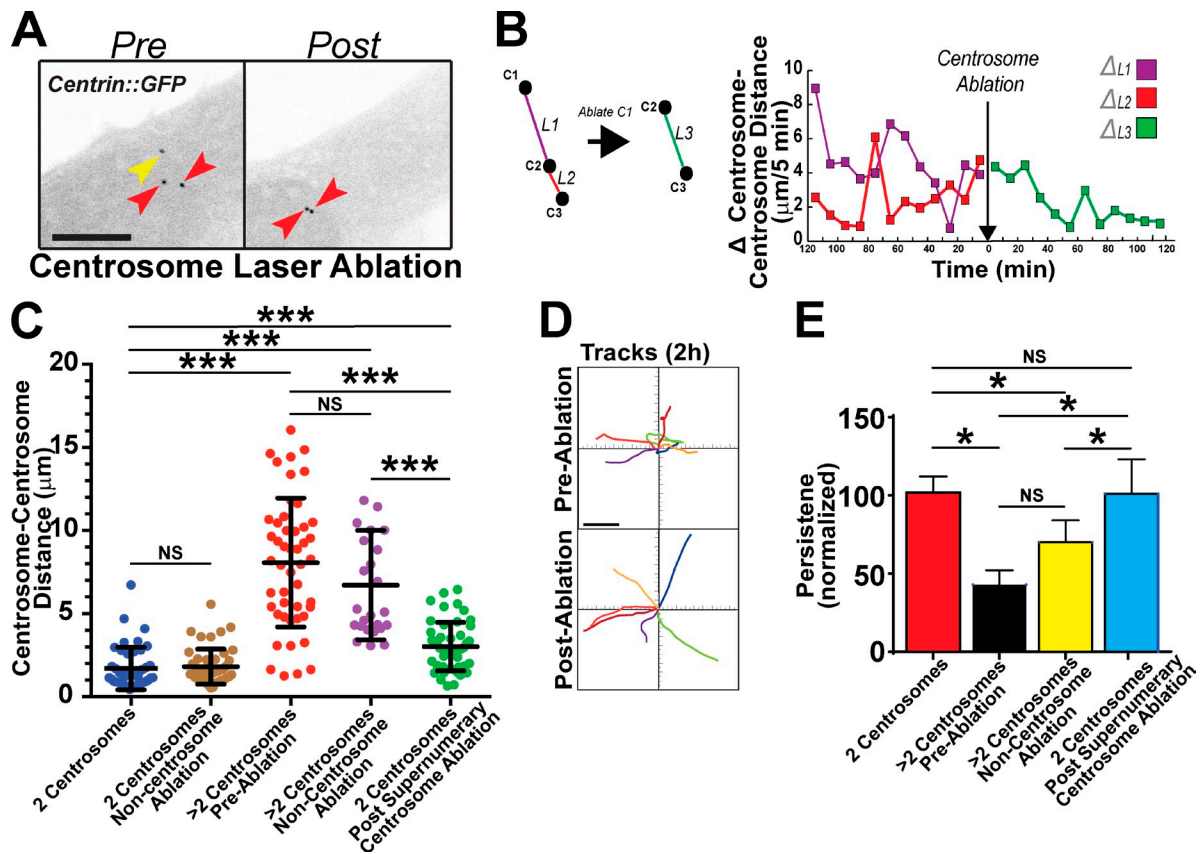 A
Pre
Post
Centrin::GFP
Centrosome Laser Ablation
B
C1
L1
C2
L2
C3
Ablate C1
C2
L3
C3
Centrosome
Ablation
ΔL1
ΔL2
ΔL3
Δ Centrosome-
Centrosome Distance
(μm/5 min)
10
8
6
4
2
0
120 100 80 60 40 20 0 20 40 60 80 100 120
Time (min)
C
***
***
***
***
NS
***
NS
Centrosome-Centrosome
Distance (μm)
20
15
10
5
0
2 Centrosomes
2 Centrosomes
Non-centrosome
Ablation
>2 Centrosomes
Pre-Ablation
>2 Centrosomes
Non-Centrosome
Ablation
2 Centrosomes
Post Supernumerary
Centrosome Ablation
D
Tracks (2h)
Pre-Ablation
Post-Ablation
E
NS
*
*
*
*
NS
Persistene
(normalized)
150
100
50
0
2 Centrosomes
>2 Centrosomes
Pre-Ablation
>2 Centrosomes
Non-Centrosome
Ablation
2 Centrosomes
Post Supernumerary
Centrosome Ablation